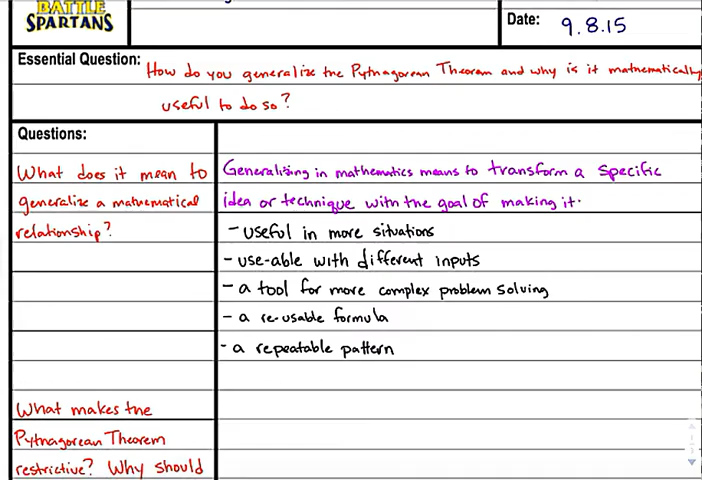 BATTLE
SPARTANS
Date: 9.8.15
Essential Question: How do you generalize the Pythagorean Theorem and why is it mathematically
useful to do so?
Questions:
What does it mean to
generalize a mathematical
relationship?
Generalizing in mathematics means to transform a specific
idea or technique with the goal of making it.
- useful in more situations
- use-able with different inputs
- a tool for more complex problem solving
- a re-usable formula
- a repeatable pattern
What makes the
Pythagorean Theorem
restrictive? Why should